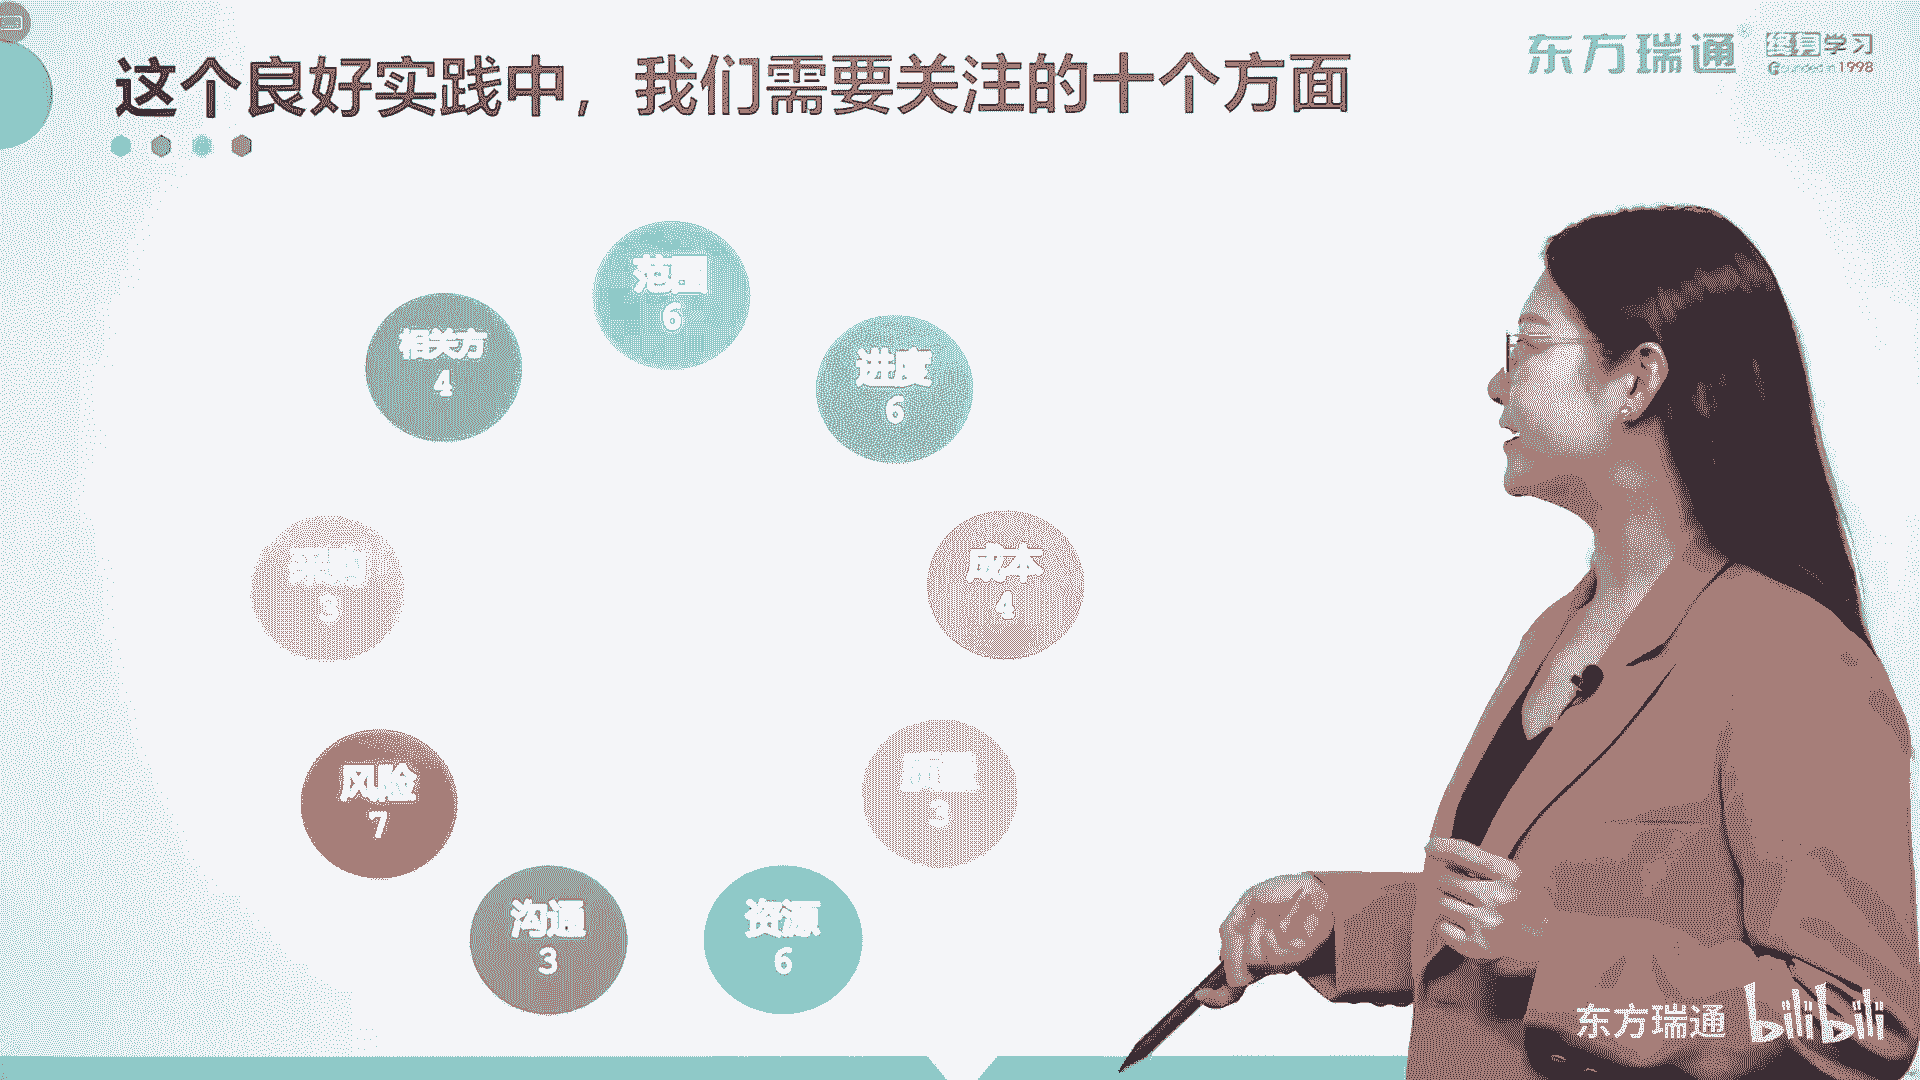 这个良好实践中，我们需要关注的十个方面
东方瑞通
终身学习
Founded in 1998
范围
6
相关方
4
进度
6
采购
3
成本
4
风险
7
质量
3
沟通
3
资源
6
东方瑞通 bilibili